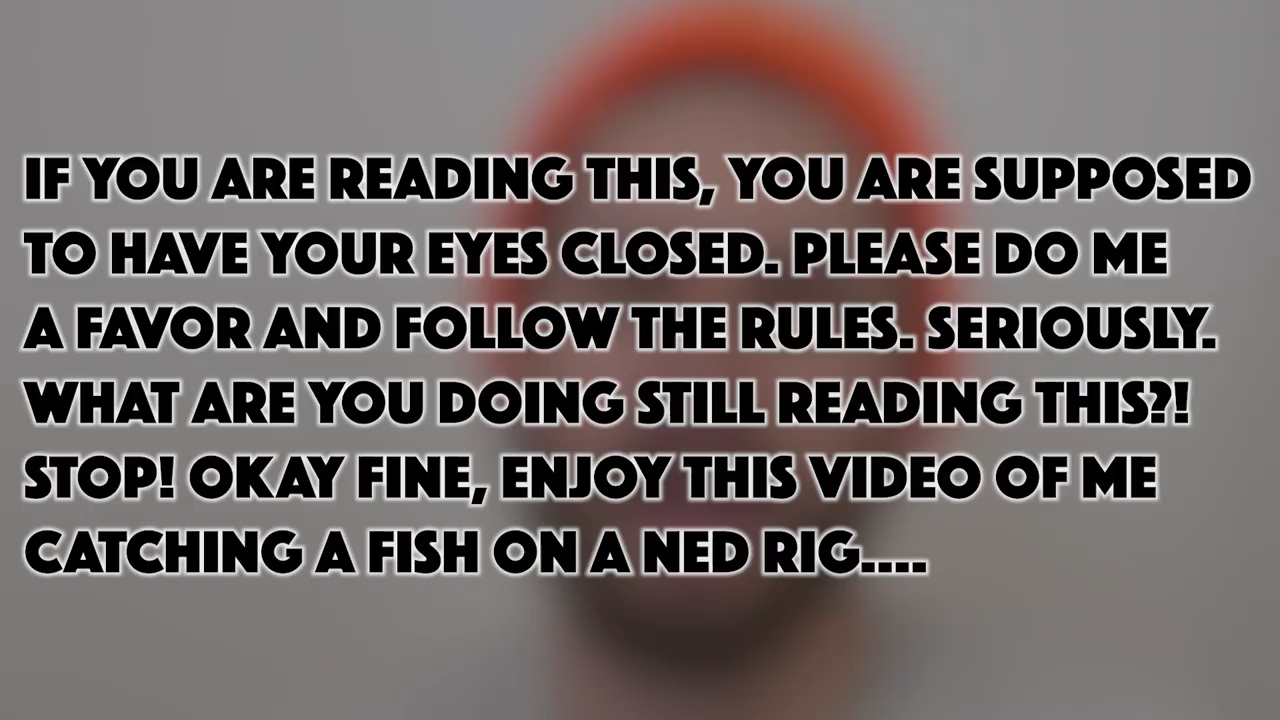 IF YOU ARE READING THIS, YOU ARE SUPPOSED
TO HAVE YOUR EYES CLOSED. PLEASE DO ME
A FAVOR AND FOLLOW THE RULES. SERIOUSLY.
WHAT ARE YOU DOING STILL READING THIS?!
STOP! OKAY FINE, ENJOY THIS VIDEO OF ME
CATCHING A FISH ON A NED RIG....